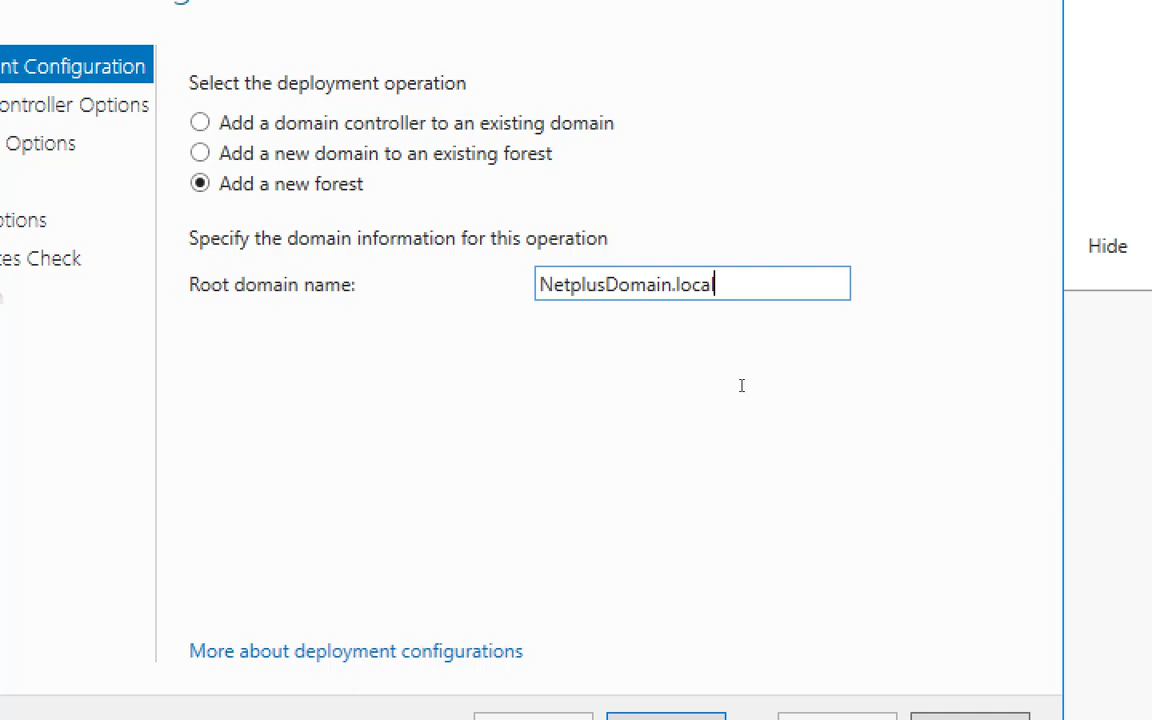 nt Configuration
ontroller Options
Options
ptions
tes Check
Select the deployment operation
Add a domain controller to an existing domain
Add a new domain to an existing forest
Add a new forest
Specify the domain information for this operation
Root domain name:
NetplusDomain.local
More about deployment configurations
Hide